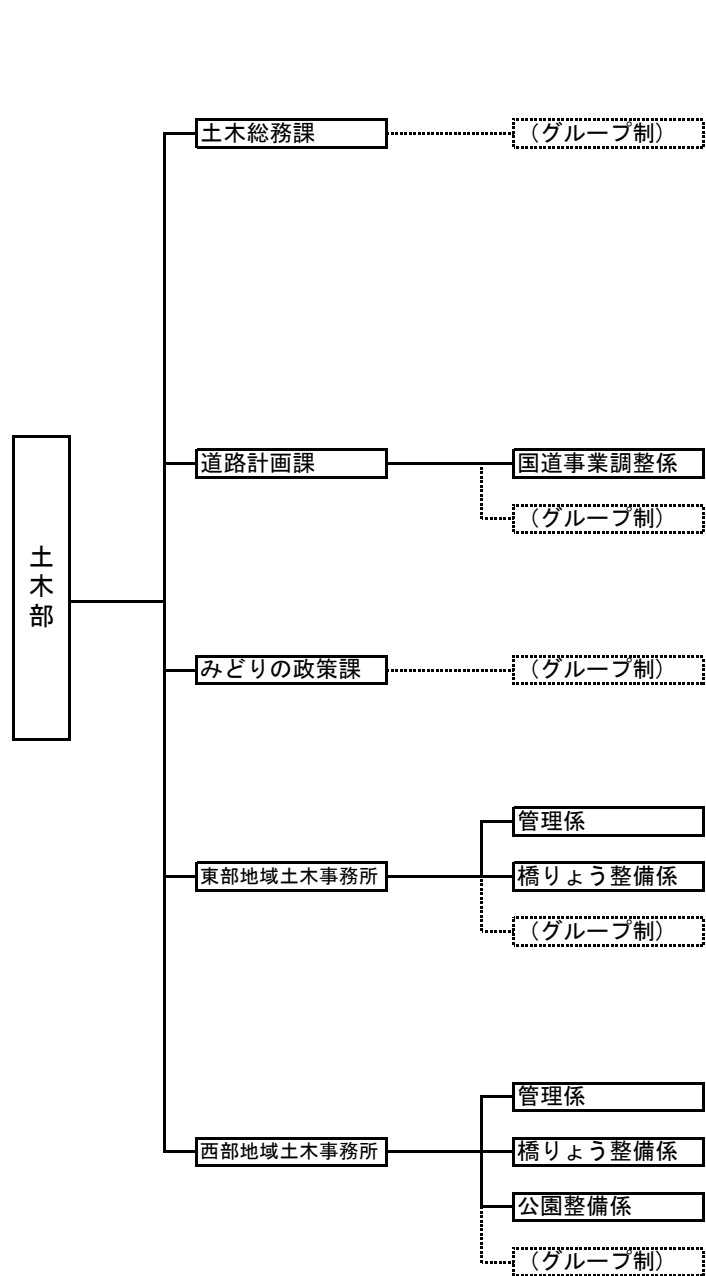 土木部
土木総務課
（グループ制）
道路計画課
国道事業調整係
（グループ制）
みどりの政策課
（グループ制）
東部地域土木事務所
管理係
橋りょう整備係
（グループ制）
西部地域土木事務所
管理係
橋りょう整備係
公園整備係
（グループ制）